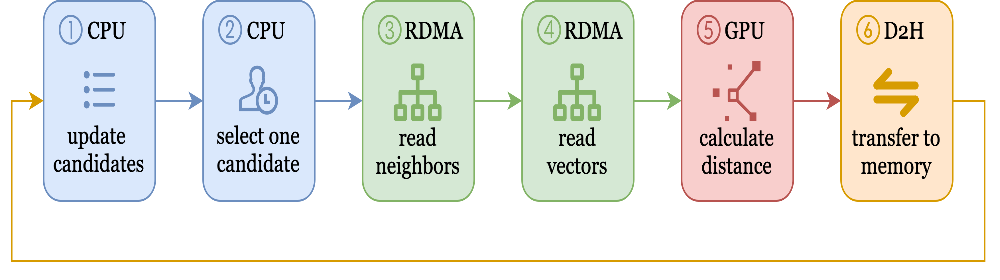 ① CPU
update
candidates
② CPU
select one
candidate
③ RDMA
read
neighbors
④ RDMA
read
vectors
⑤ GPU
calculate
distance
⑥ D2H
transfer to
memory